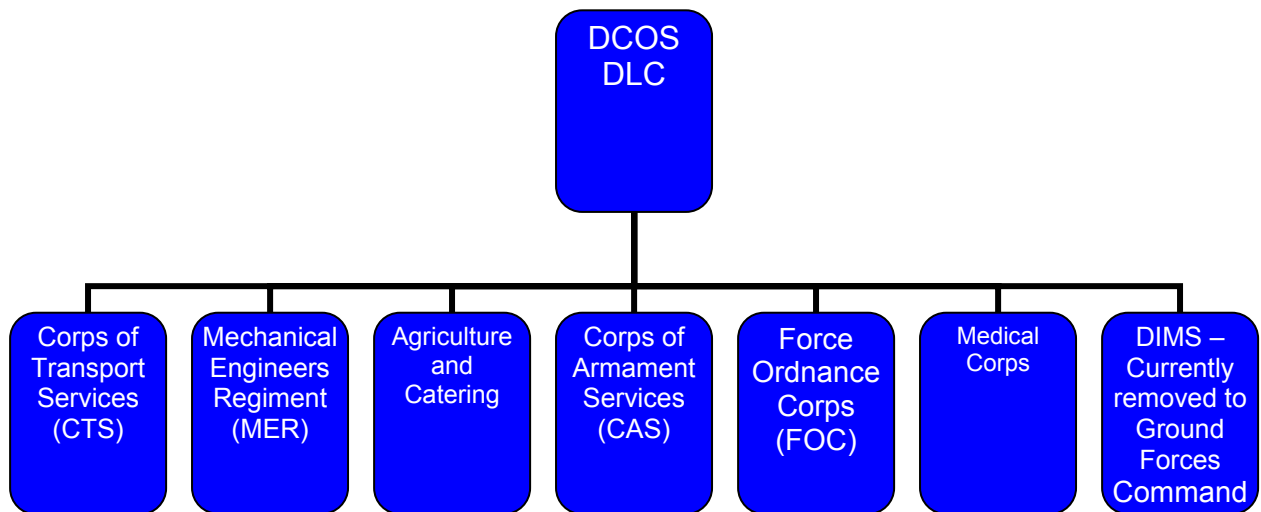 DCOS
DLC
Corps of
Transport
Services
(CTS)
Mechanical
Engineers
Regiment
(MER)
Agriculture
and
Catering
Corps of
Armament
Services
(CAS)
Force
Ordnance
Corps
(FOC)
Medical
Corps
DIMS –
Currently
removed to
Ground
Forces
Command